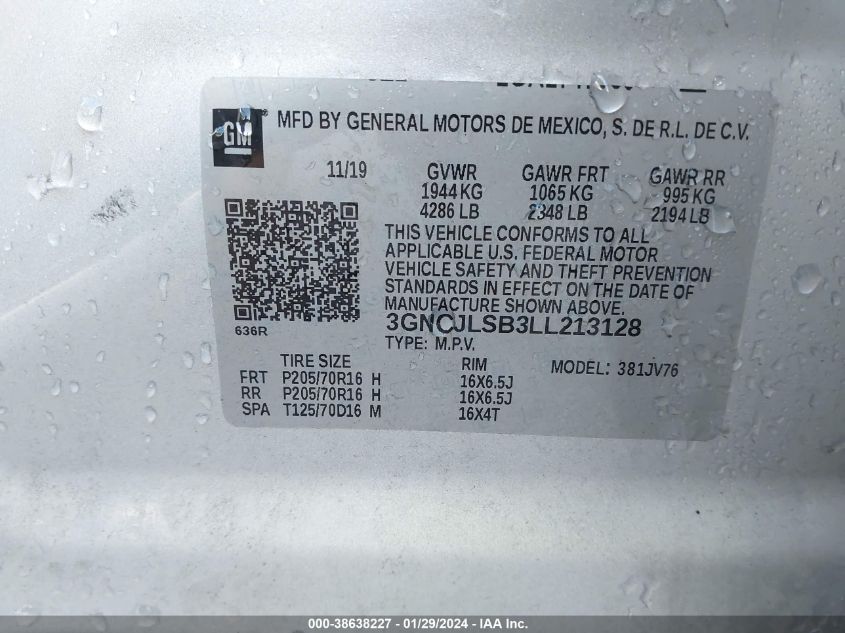 GM ® MFD BY GENERAL MOTORS DE MEXICO, S. DE R.L. DE C.V.
11/19 GVWR GAWR FRT GAWR RR
1944 KG 1065 KG 995 KG
4286 LB 2348 LB 2194 LB
THIS VEHICLE CONFORMS TO ALL
APPLICABLE U.S. FEDERAL MOTOR
VEHICLE SAFETY AND THEFT PREVENTION
STANDARDS IN EFFECT ON THE DATE OF
MANUFACTURE SHOWN ABOVE.
636R 3GNCJLSB3LL213128
TYPE: M.P.V.
TIRE SIZE RIM MODEL: 381JV76
FRT P205/70R16 H 16X6.5J
RR P205/70R16 H 16X6.5J
SPA T125/70D16 M 16X4T
000-38638227 - 01/29/2024 - IAA Inc.